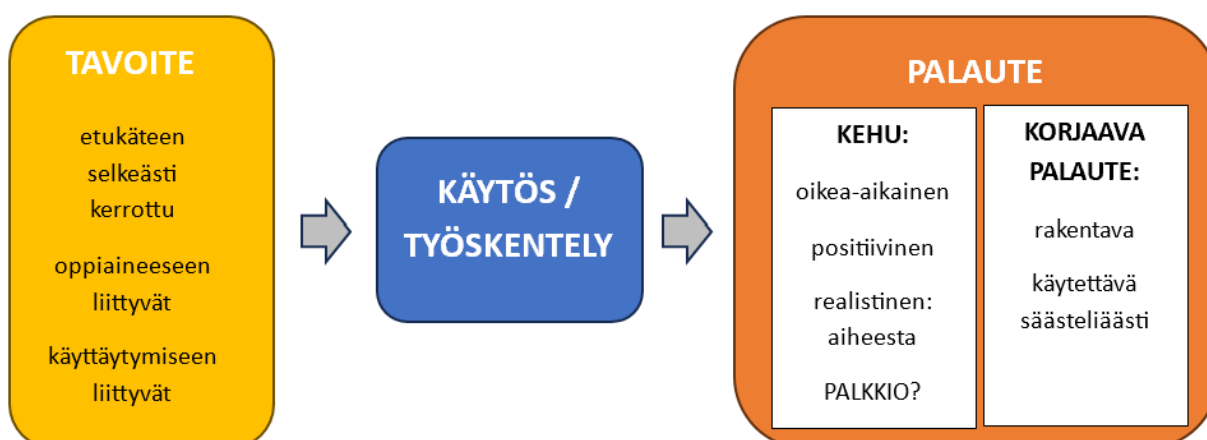 TAVOITE
etukäteen
selkeästi
kerrottu
oppiaineeseen
liittyvät
käyttäytymiseen
liittyvät
KÄYTÖS /
TYÖSKENTELY
PALAUTE
KEHU:
oikea-aikainen
positiivinen
realistinen:
aiheesta
PALKKIO?
KORJAAVA
PALAUTE:
rakentava
käytettävä
säästeliäästi